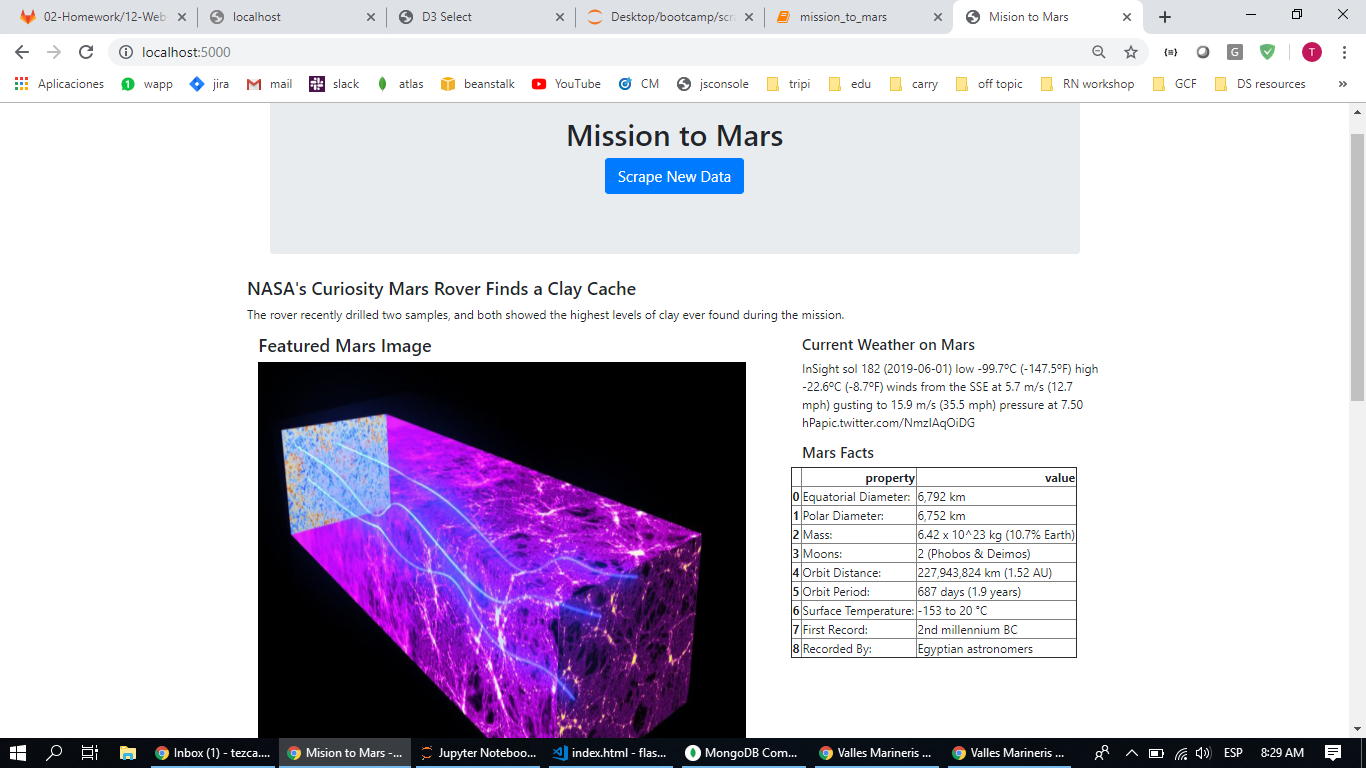 02-Homework/12-Web
localhost
D3 Select
Desktop/bootcamp/scr
mission_to_mars
Mision to Mars
localhost:5000
G
T
Aplicaciones
1 wapp
jira
mail
slack
atlas
beanstalk
YouTube
CM
jsconsole
tripi
edu
carry
off topic
RN workshop
GCF
DS resources
»
Mission to Mars
Scrape New Data
NASA's Curiosity Mars Rover Finds a Clay Cache
The rover recently drilled two samples, and both showed the highest levels of clay ever found during the mission.
Featured Mars Image
Current Weather on Mars
InSight sol 182 (2019-06-01) low -99.7ºC (-147.5ºF) high
-22.6ºC (-8.7ºF) winds from the SSE at 5.7 m/s (12.7
mph) gusting to 15.9 m/s (35.5 mph) pressure at 7.50
hPapic.twitter.com/NmzIAqOiDG
Mars Facts
property value
0 Equatorial Diameter: 6,792 km
1 Polar Diameter: 6,752 km
2 Mass: 6.42 x 10^23 kg (10.7% Earth)
3 Moons: 2 (Phobos & Deimos)
4 Orbit Distance: 227,943,824 km (1.52 AU)
5 Orbit Period: 687 days (1.9 years)
6 Surface Temperature: -153 to 20 °C
7 First Record: 2nd millennium BC
8 Recorded By: Egyptian astronomers
Inbox (1) - tezca....
Mision to Mars -...
Jupyter Noteboo...
index.html - flas...
MongoDB Com...
Valles Marineris ...
Valles Marineris ...
ESP
8:29 AM